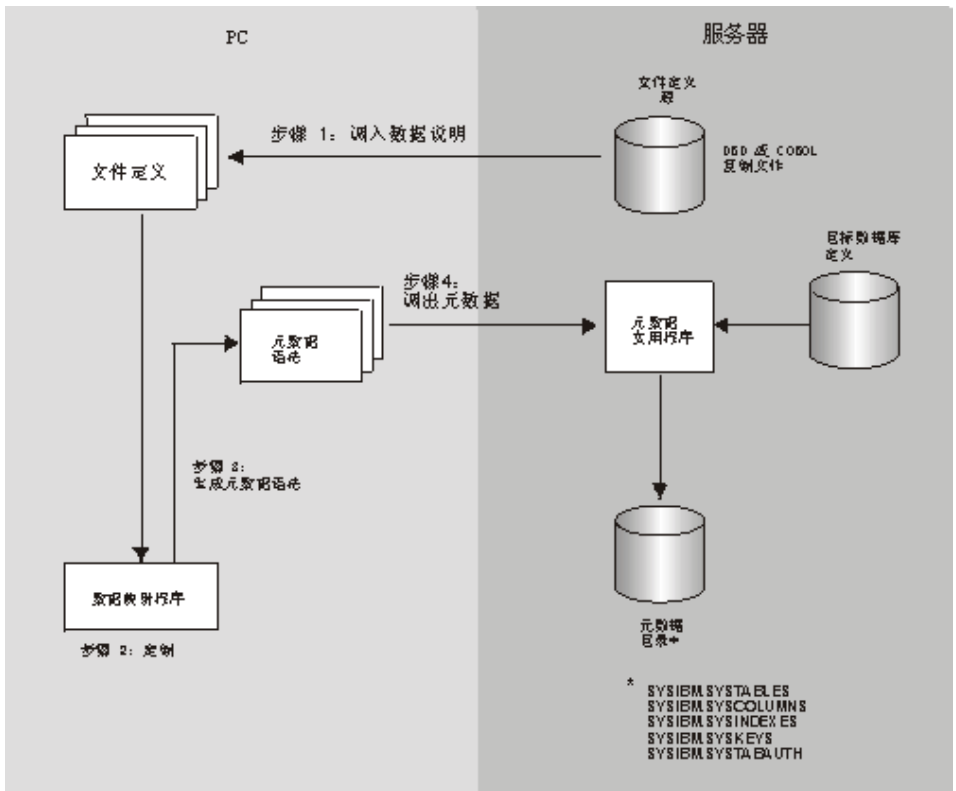 PC
服务器
文件定义
源
步骤 1: 调入数据说明
DBD 或 COBOL
复制文件
文件定义
目标数据库
定义
步骤4:
调出元数据
元数据
语法
元数据
实用程序
步骤 3:
生成元数据语法
数据映射程序
步骤 2: 定制
元数据
目录*
* SYSIBM.SYSTABLES
SYSIBM.SYSCOLUMNS
SYSIBM.SYSINDEXES
SYSIBM.SYSKEYS
SYSIBM.SYSTABAUTH